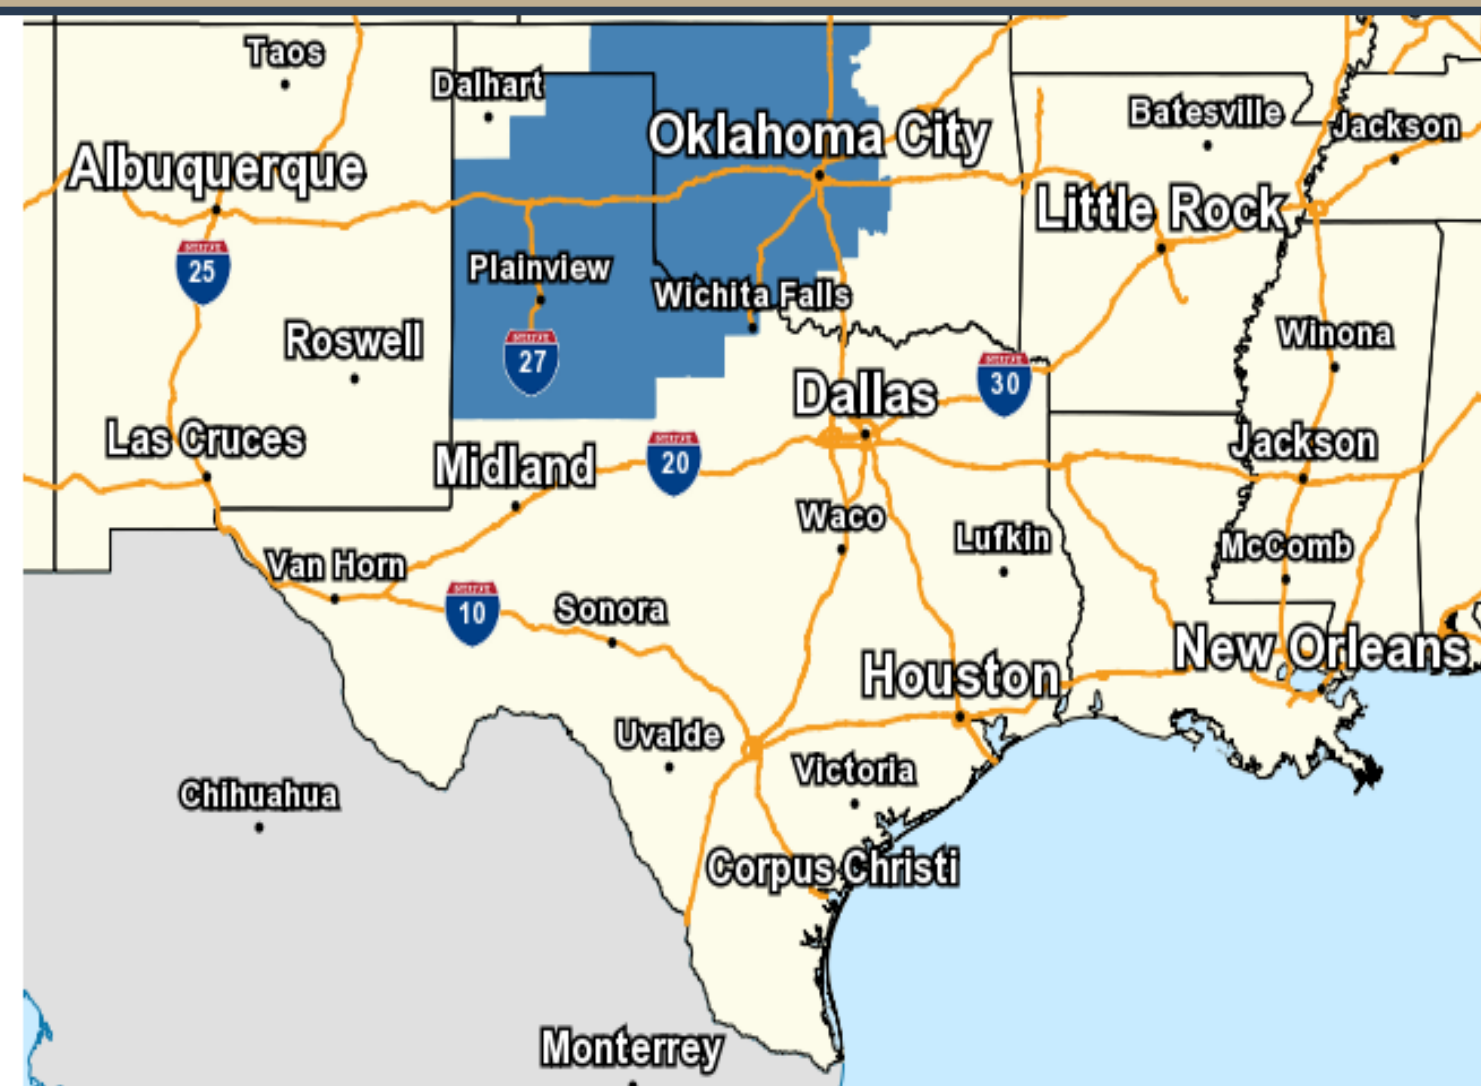 Taos
Dalhart
Batesville
Jackson
Oklahoma City
Albuquerque
Little Rock
25
Plainview
Wichita Falls
Winona
Roswell
27
30
Dallas
Las Cruces
Jackson
Midland
20
Waco
Lufkin
McComb
Van Horn
10
Sonora
New Orleans
Houston
Uvalde
Victoria
Chihuahua
Corpus Christi
Monterrey